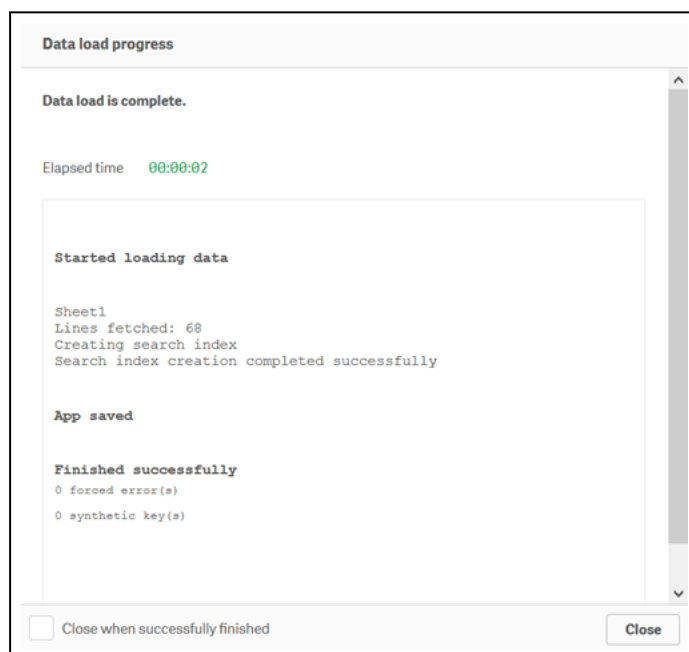 Data load progress
Data load is complete.
Elapsed time 00:00:02
Started loading data
Sheet1
Lines fetched: 68
Creating search index
Search index creation completed successfully
App saved
Finished successfully
0 forced error(s)
0 synthetic key(s)
Close when successfully finished
Close